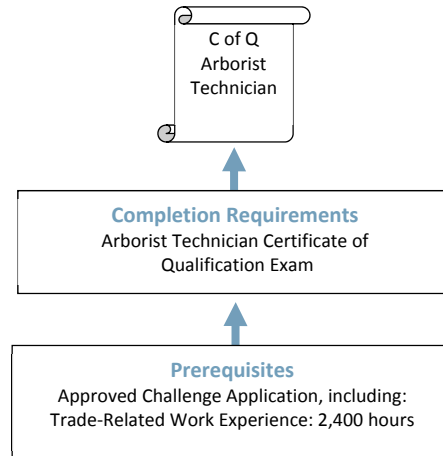 C of Q
Arborist
Technician
Completion Requirements
Arborist Technician Certificate of
Qualification Exam
Prerequisites
Approved Challenge Application, including:
Trade-Related Work Experience: 2,400 hours